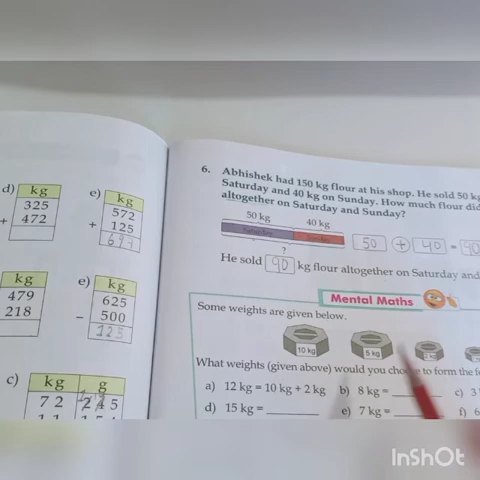 d) kg
325
+ 472
e) kg
572
+ 125
697
kg
479
218
e) kg
625
- 500
125
c) kg g
72 245
6. Abhishek had 150 kg flour at his shop. He sold 50 kg
Saturday and 40 kg on Sunday. How much flour did
altogether on Saturday and Sunday?
50 kg 40 kg
50 + 40 = 90
?
He sold 90 kg flour altogether on Saturday and
Mental Maths
Some weights are given below.
10 kg 5 kg 2 kg
What weights (given above) would you choose to form the
a) 12 kg = 10 kg + 2 kg b) 8 kg = c) 3
d) 15 kg = e) 7 kg = f) 6
InShOt